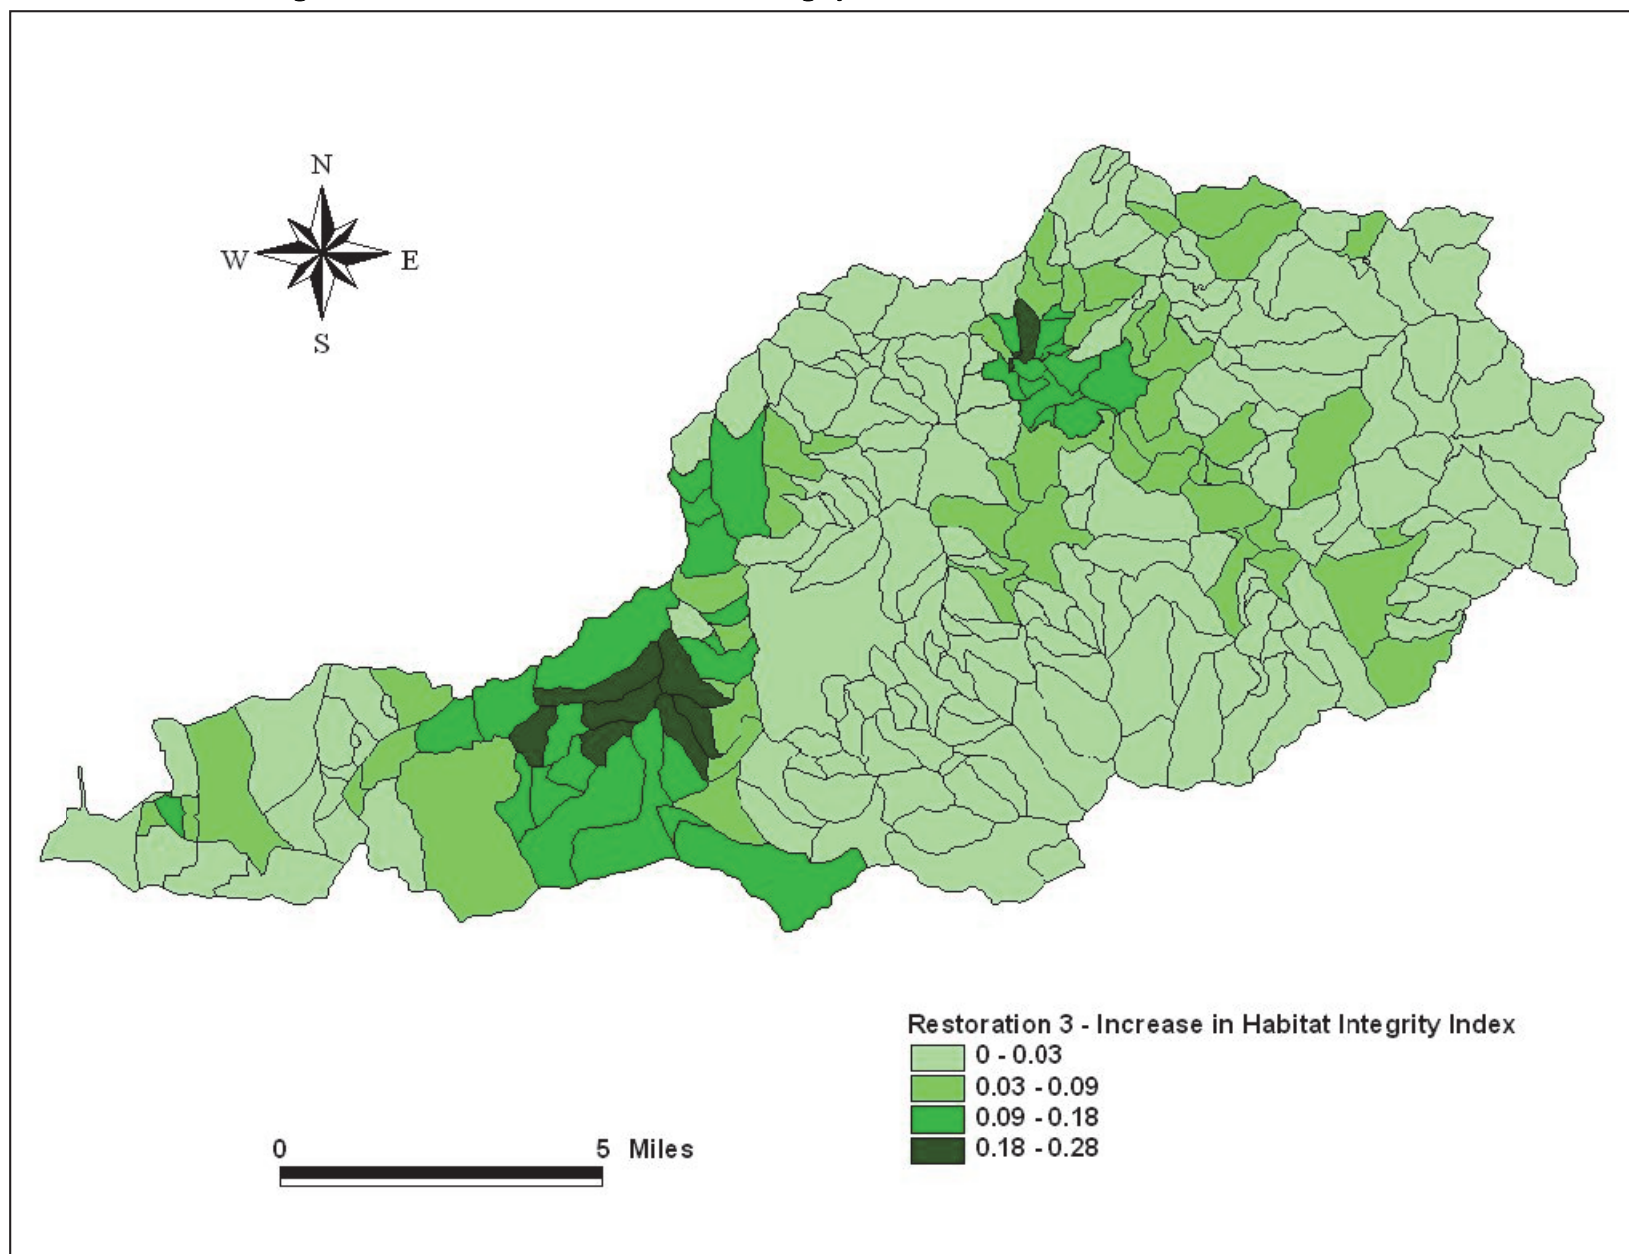 N
W
E
S
Restoration 3 - Increase in Habitat Integrity Index
0 - 0.03
0.03 - 0.09
0.09 - 0.18
0.18 - 0.28
0 5 Miles